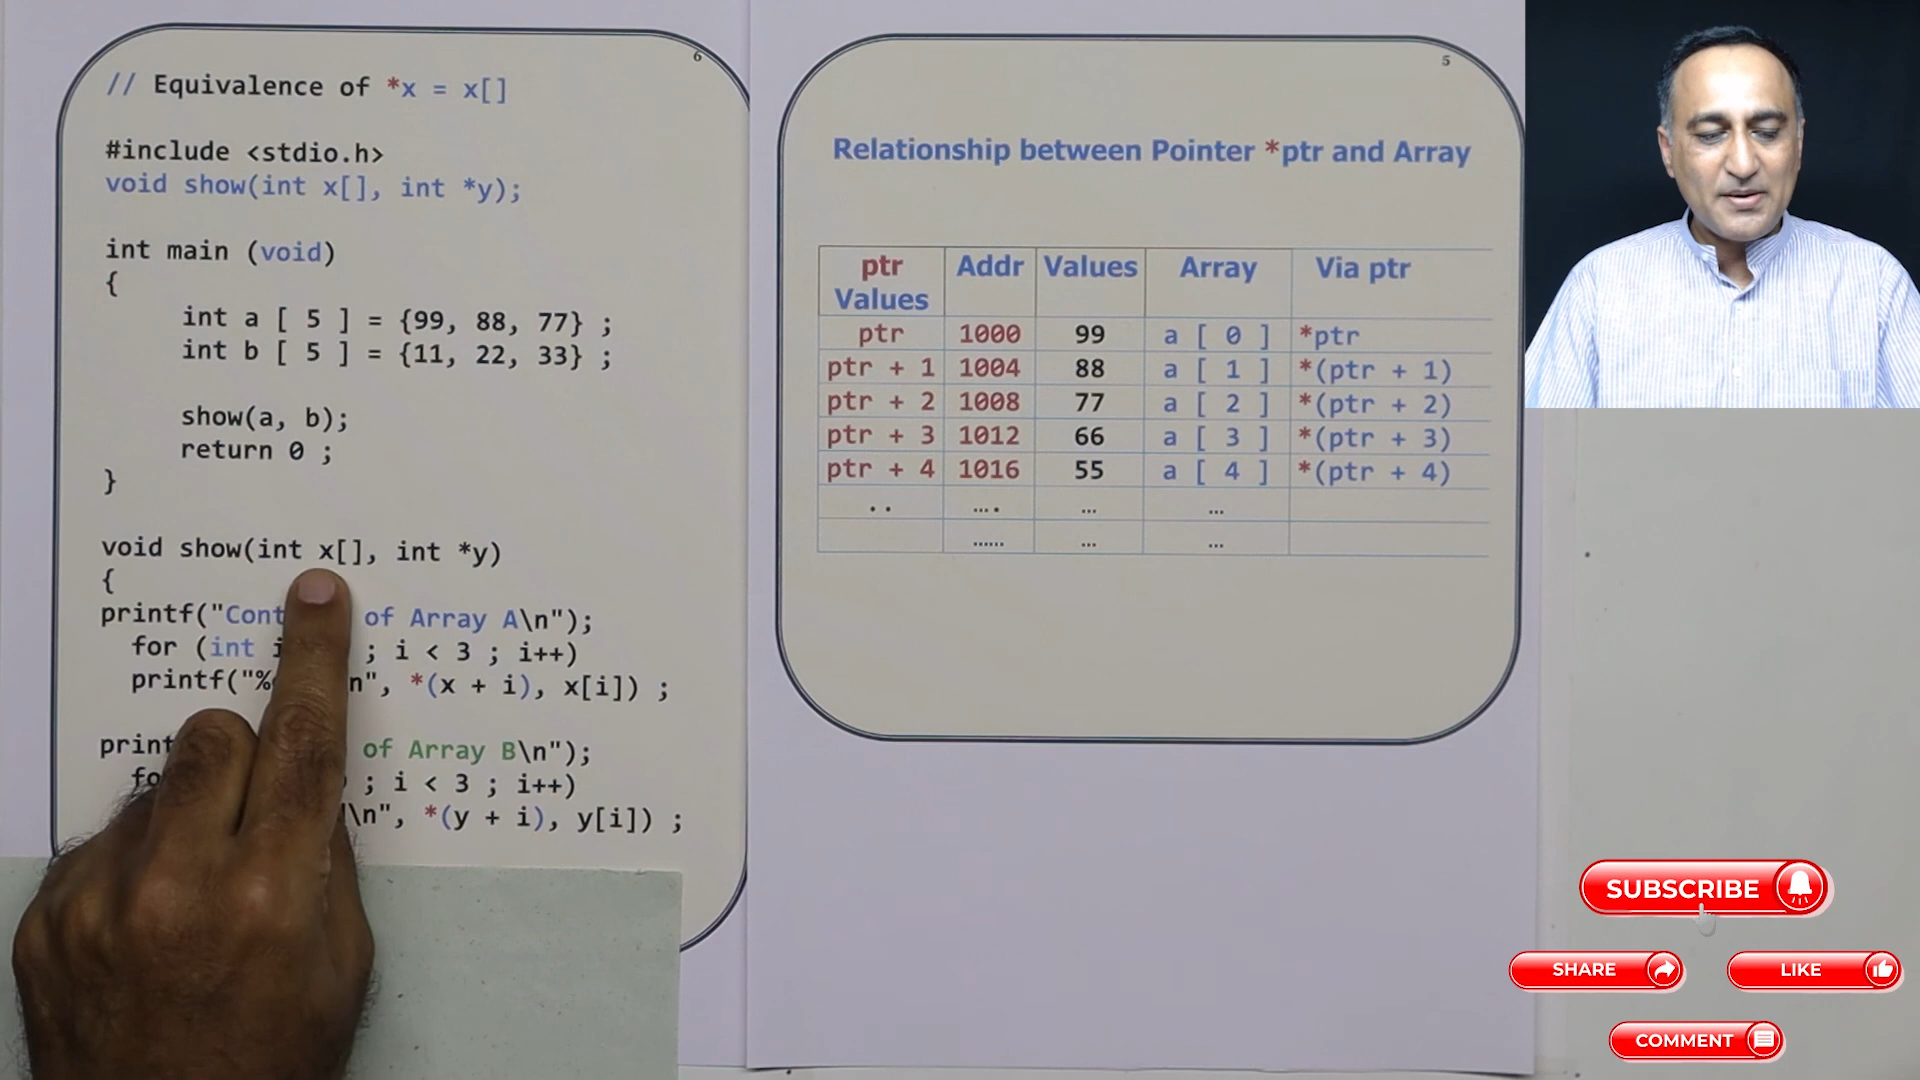 6
// Equivalence of *x = x[]
#include <stdio.h>
void show(int x[], int *y);
int main (void)
{
int a [ 5 ] = {99, 88, 77} ;
int b [ 5 ] = {11, 22, 33} ;
show(a, b);
return 0 ;
}
void show(int x[], int *y)
{
printf("Cont of Array A\n");
for (int i ; i < 3 ; i++)
printf("% n", *(x + i), x[i]) ;
print of Array B\n");
fo ; i < 3 ; i++)
\n", *(y + i), y[i]) ;
5
Relationship between Pointer *ptr and Array
ptr Values Addr Values Array Via ptr
ptr 1000 99 a [ 0 ] *ptr
ptr + 1 1004 88 a [ 1 ] *(ptr + 1)
ptr + 2 1008 77 a [ 2 ] *(ptr + 2)
ptr + 3 1012 66 a [ 3 ] *(ptr + 3)
ptr + 4 1016 55 a [ 4 ] *(ptr + 4)
.. .... ... ...
...... ... ...
SUBSCRIBE
SHARE
LIKE
COMMENT